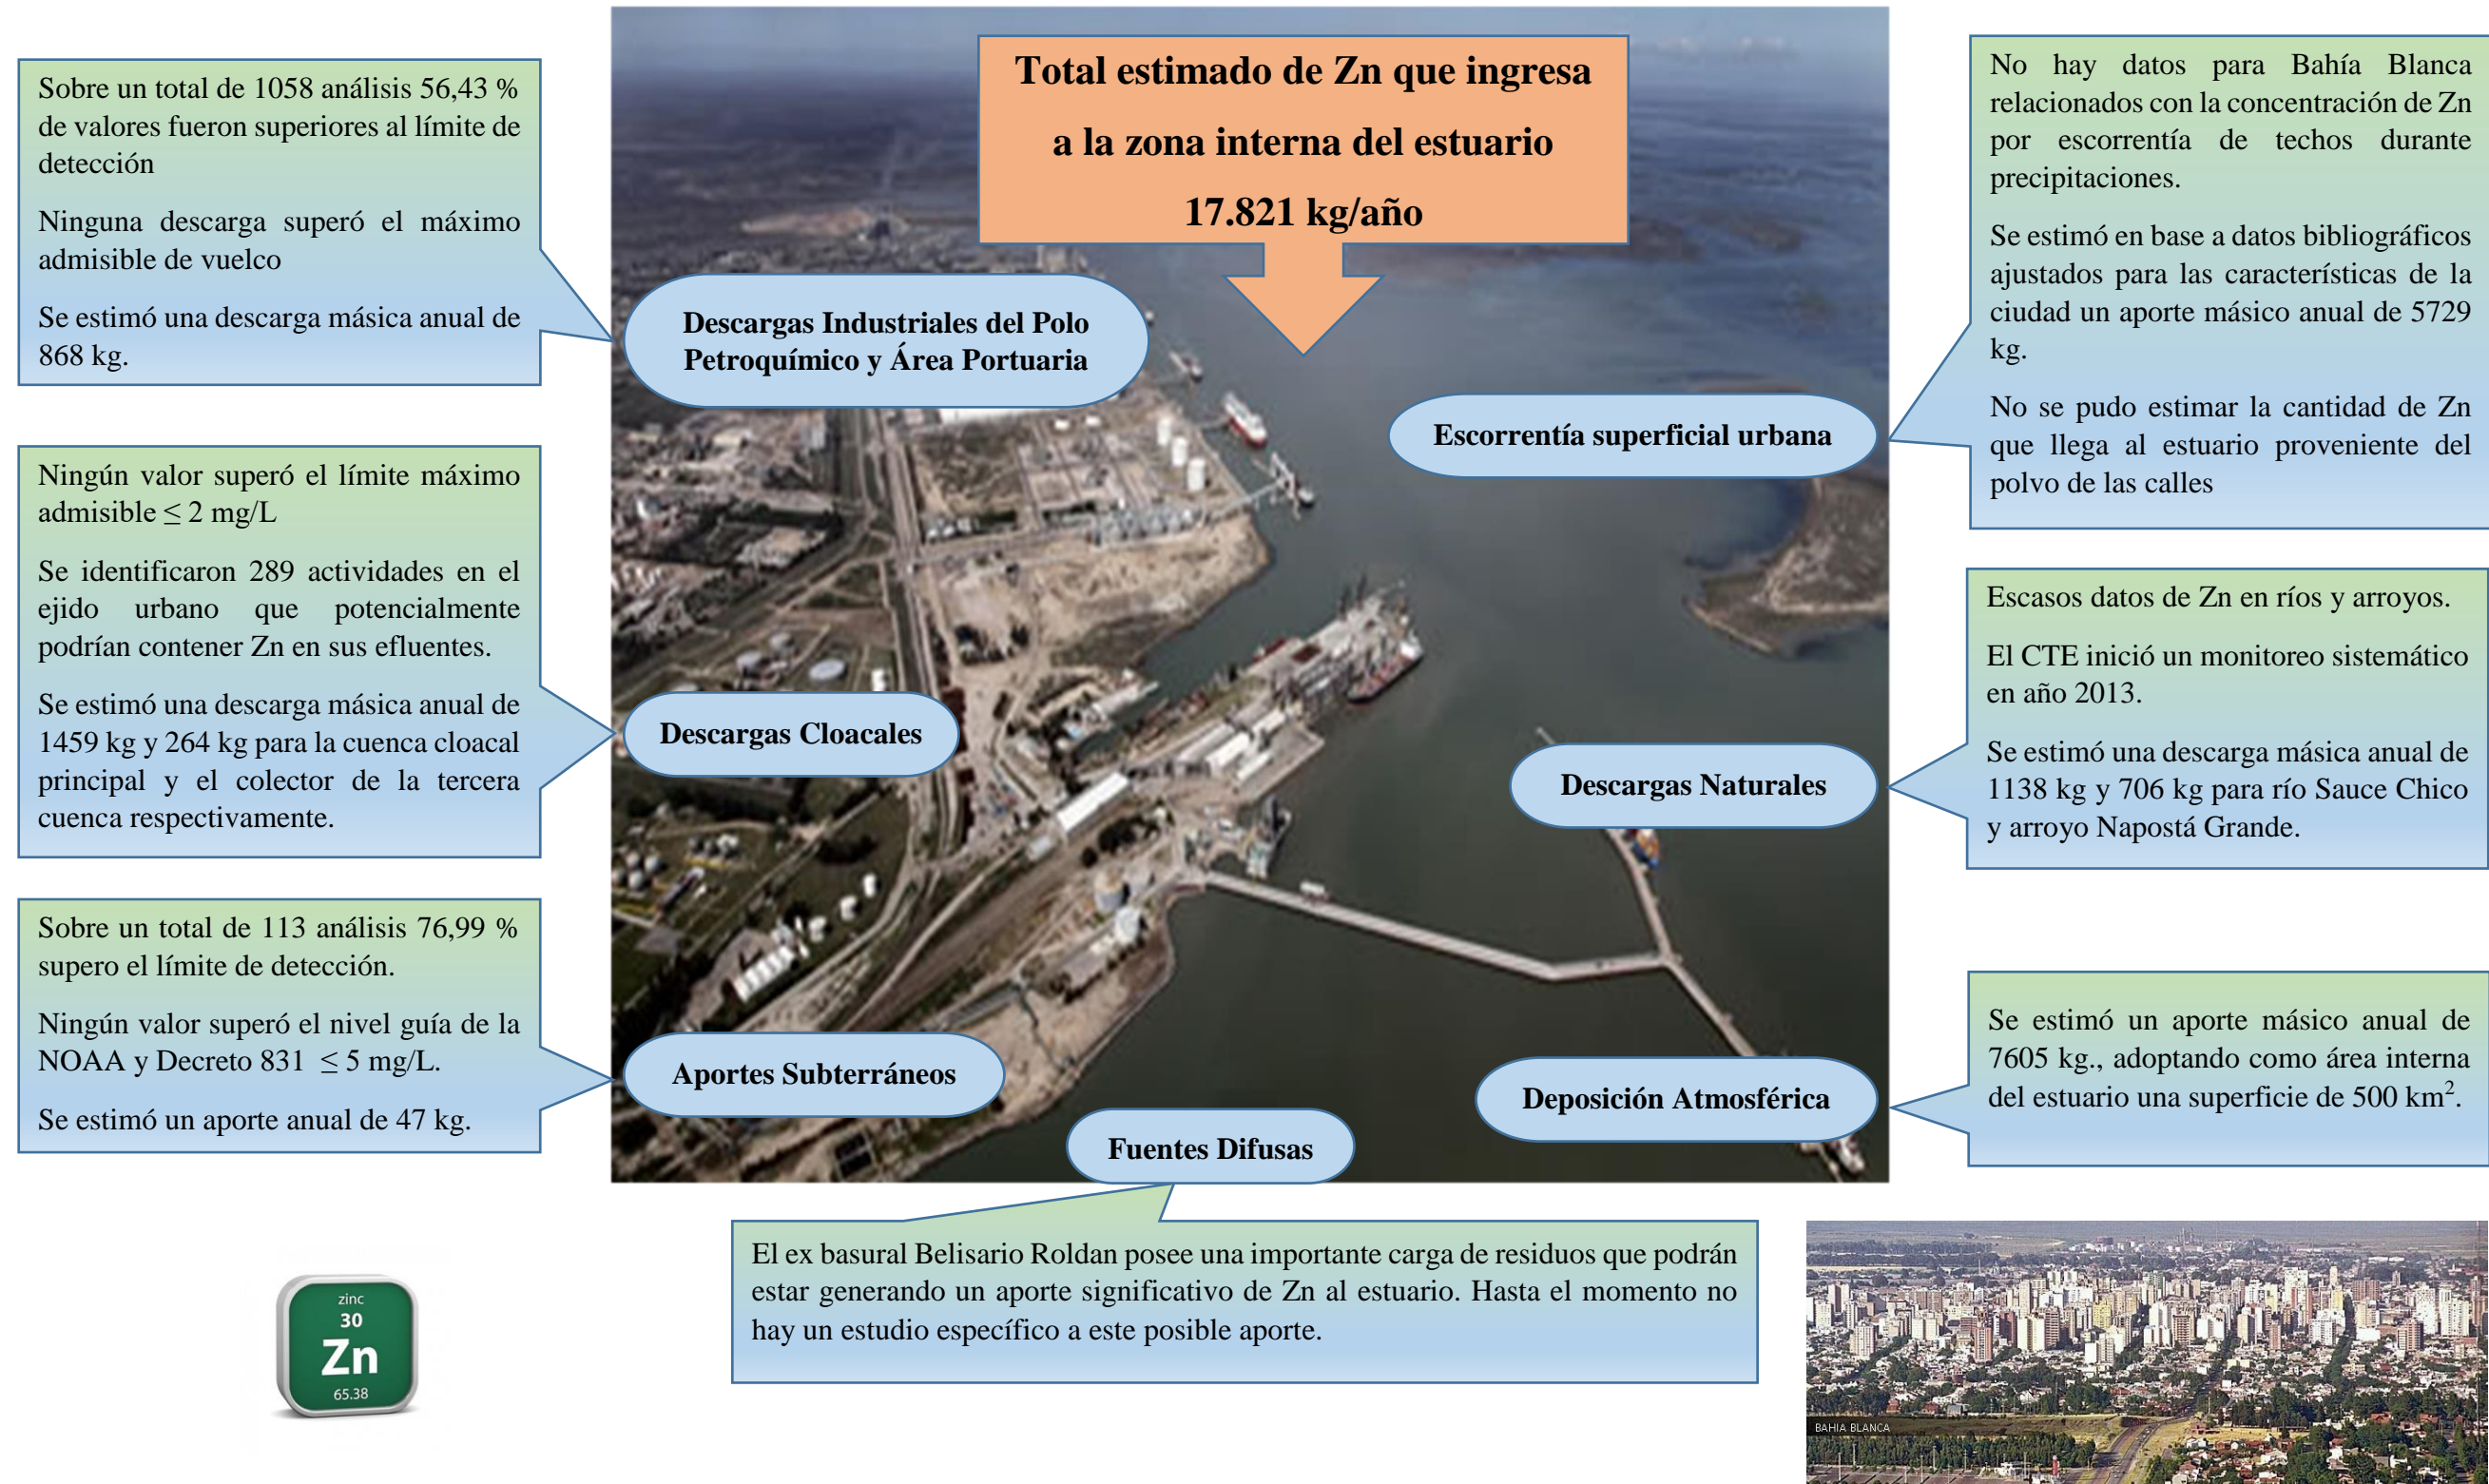 Total estimado de Zn que ingresa
a la zona interna del estuario
17.821 kg/año
Sobre un total de 1058 análisis 56,43 %
de valores fueron superiores al límite de
detección
Ninguna descarga superó el máximo
admisible de vuelco
Se estimó una descarga másica anual de
868 kg.
Descargas Industriales del Polo
Petroquímico y Área Portuaria
Ningún valor superó el límite máximo
admisible ≤ 2 mg/L
Se identificaron 289 actividades en el
ejido urbano que potencialmente
podrían contener Zn en sus efluentes.
Se estimó una descarga másica anual de
1459 kg y 264 kg para la cuenca cloacal
principal y el colector de la tercera
cuenca respectivamente.
Descargas Cloacales
Sobre un total de 113 análisis 76,99 %
supero el límite de detección.
Ningún valor superó el nivel guía de la
NOAA y Decreto 831 ≤ 5 mg/L.
Se estimó un aporte anual de 47 kg.
Aportes Subterráneos
No hay datos para Bahía Blanca
relacionados con la concentración de Zn
por escorrentía de techos durante
precipitaciones.
Se estimó en base a datos bibliográficos
ajustados para las características de la
ciudad un aporte másico anual de 5729
kg.
No se pudo estimar la cantidad de Zn
que llega al estuario proveniente del
polvo de las calles
Escorrentía superficial urbana
Escasos datos de Zn en ríos y arroyos.
El CTE inició un monitoreo sistemático
en año 2013.
Se estimó una descarga másica anual de
1138 kg y 706 kg para río Sauce Chico
y arroyo Napostá Grande.
Descargas Naturales
Se estimó un aporte másico anual de
7605 kg., adoptando como área interna
del estuario una superficie de 500 km².
Deposición Atmosférica
Fuentes Difusas
El ex basural Belisario Roldan posee una importante carga de residuos que podrán
estar generando un aporte significativo de Zn al estuario. Hasta el momento no
hay un estudio específico a este posible aporte.
zinc
30
Zn
65.38
BAHIA BLANCA